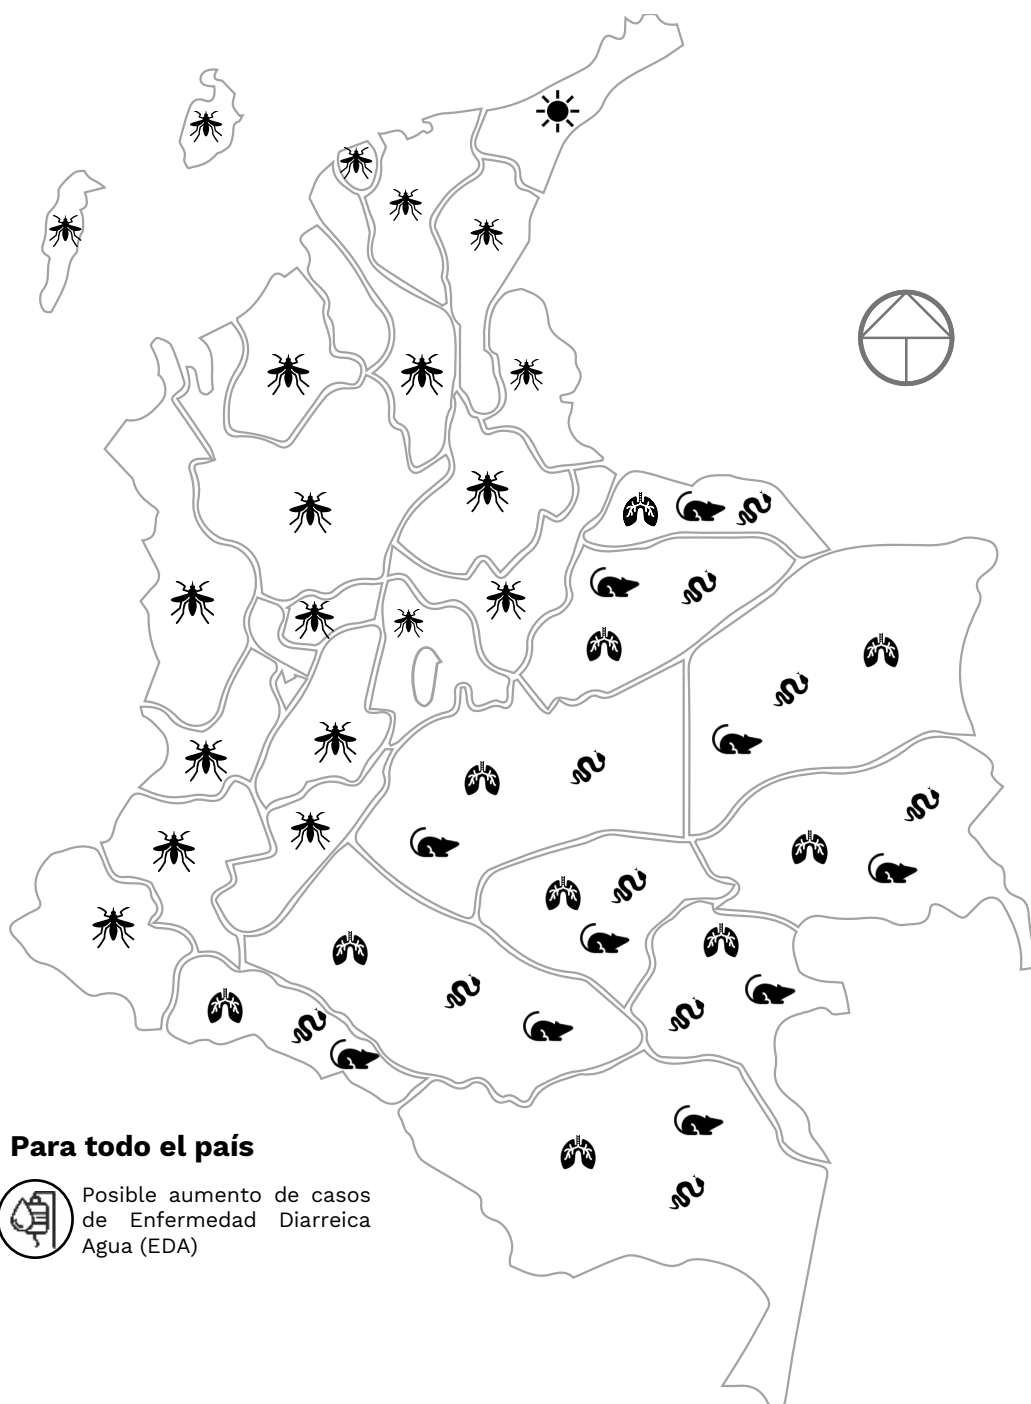 Para todo el país
Posible aumento de casos
de Enfermedad Diarreica
Agua (EDA)